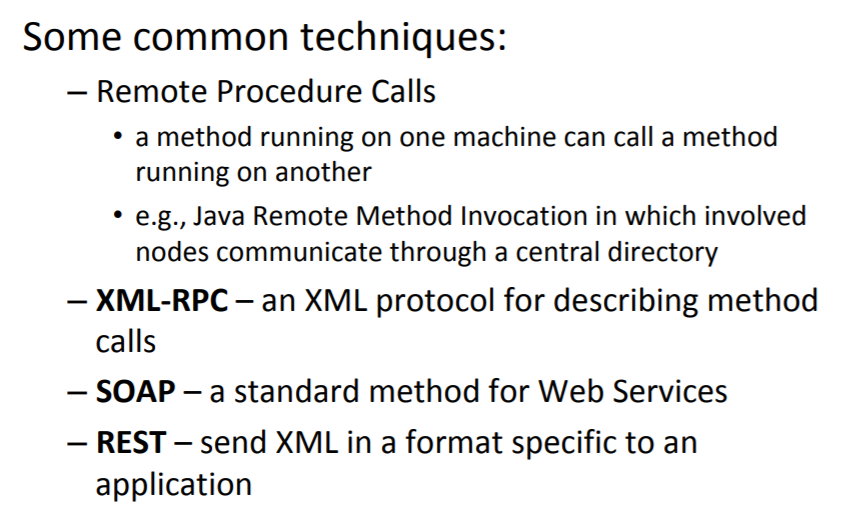 Some common techniques:
– Remote Procedure Calls
• a method running on one machine can call a method
running on another
• e.g., Java Remote Method Invocation in which involved
nodes communicate through a central directory
– XML-RPC – an XML protocol for describing method
calls
– SOAP – a standard method for Web Services
– REST – send XML in a format specific to an
application